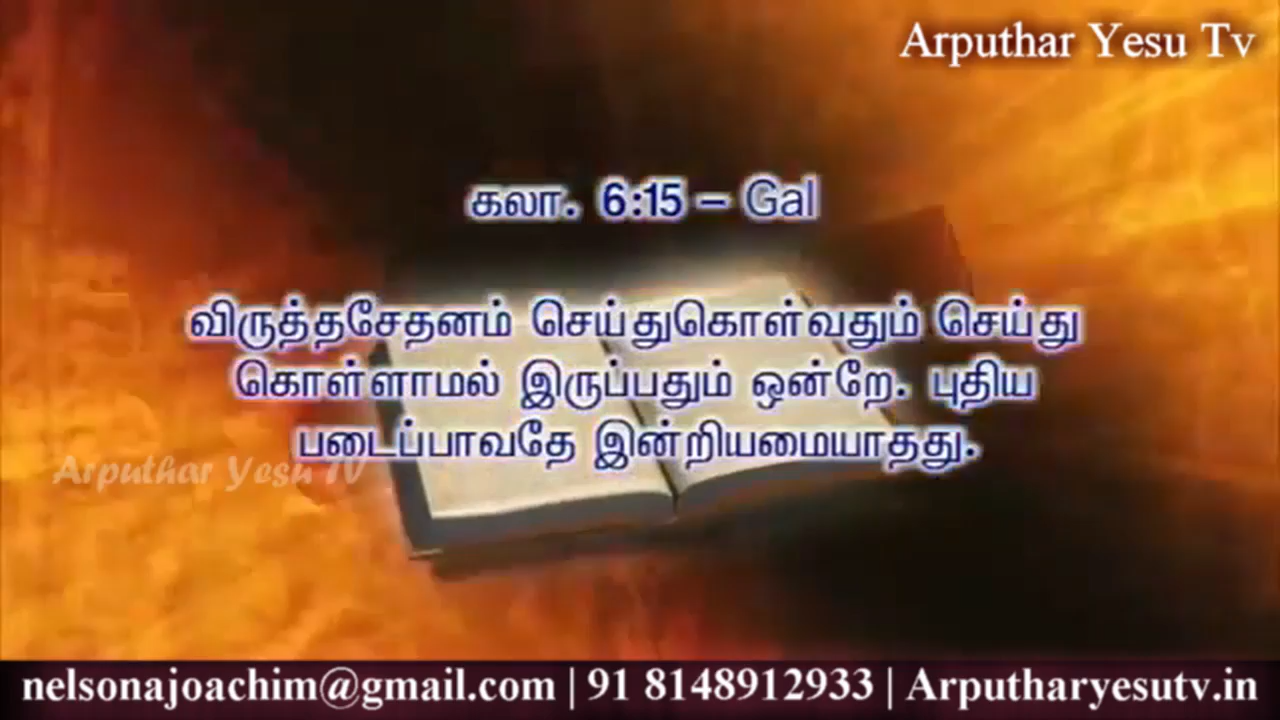 Arputhar Yesu Tv
கலா. 6:15 – Gal
விருத்தசேதனம் செய்துகொள்வதும் செய்து
கொள்ளாமல் இருப்பதும் ஒன்றே. புதிய
படைப்பாவதே இன்றியமையாதது.
Arputhar Yesu TV
nelsonajoachim@gmail.com | 91 8148912933 | Arputharyesutv.in